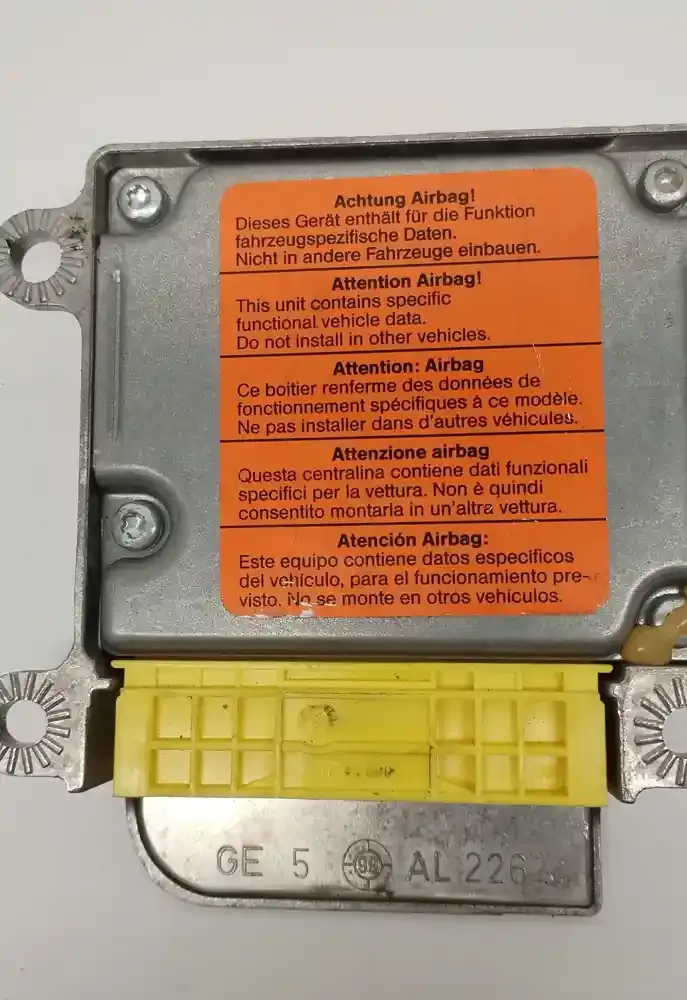 Achtung Airbag!
Dieses Gerät enthält für die Funktion
fahrzeugspezifische Daten.
Nicht in andere Fahrzeuge einbauen.
Attention Airbag!
This unit contains specific
functional vehicle data.
Do not install in other vehicles.
Attention: Airbag
Ce boitier renferme des données de
fonctionnement spécifiques à ce modèle.
Ne pas installer dans d'autres véhicules.
Attenzione airbag
Questa centralina contiene dati funzionali
specifici per la vettura. Non è quindi
consentito montarla in un'altra vettura.
Atención Airbag:
Este equipo contiene datos especificos
del vehiculo, para el funcionamiento pre-
visto. No se monte en otros vehiculos.
GE 5 AL 226